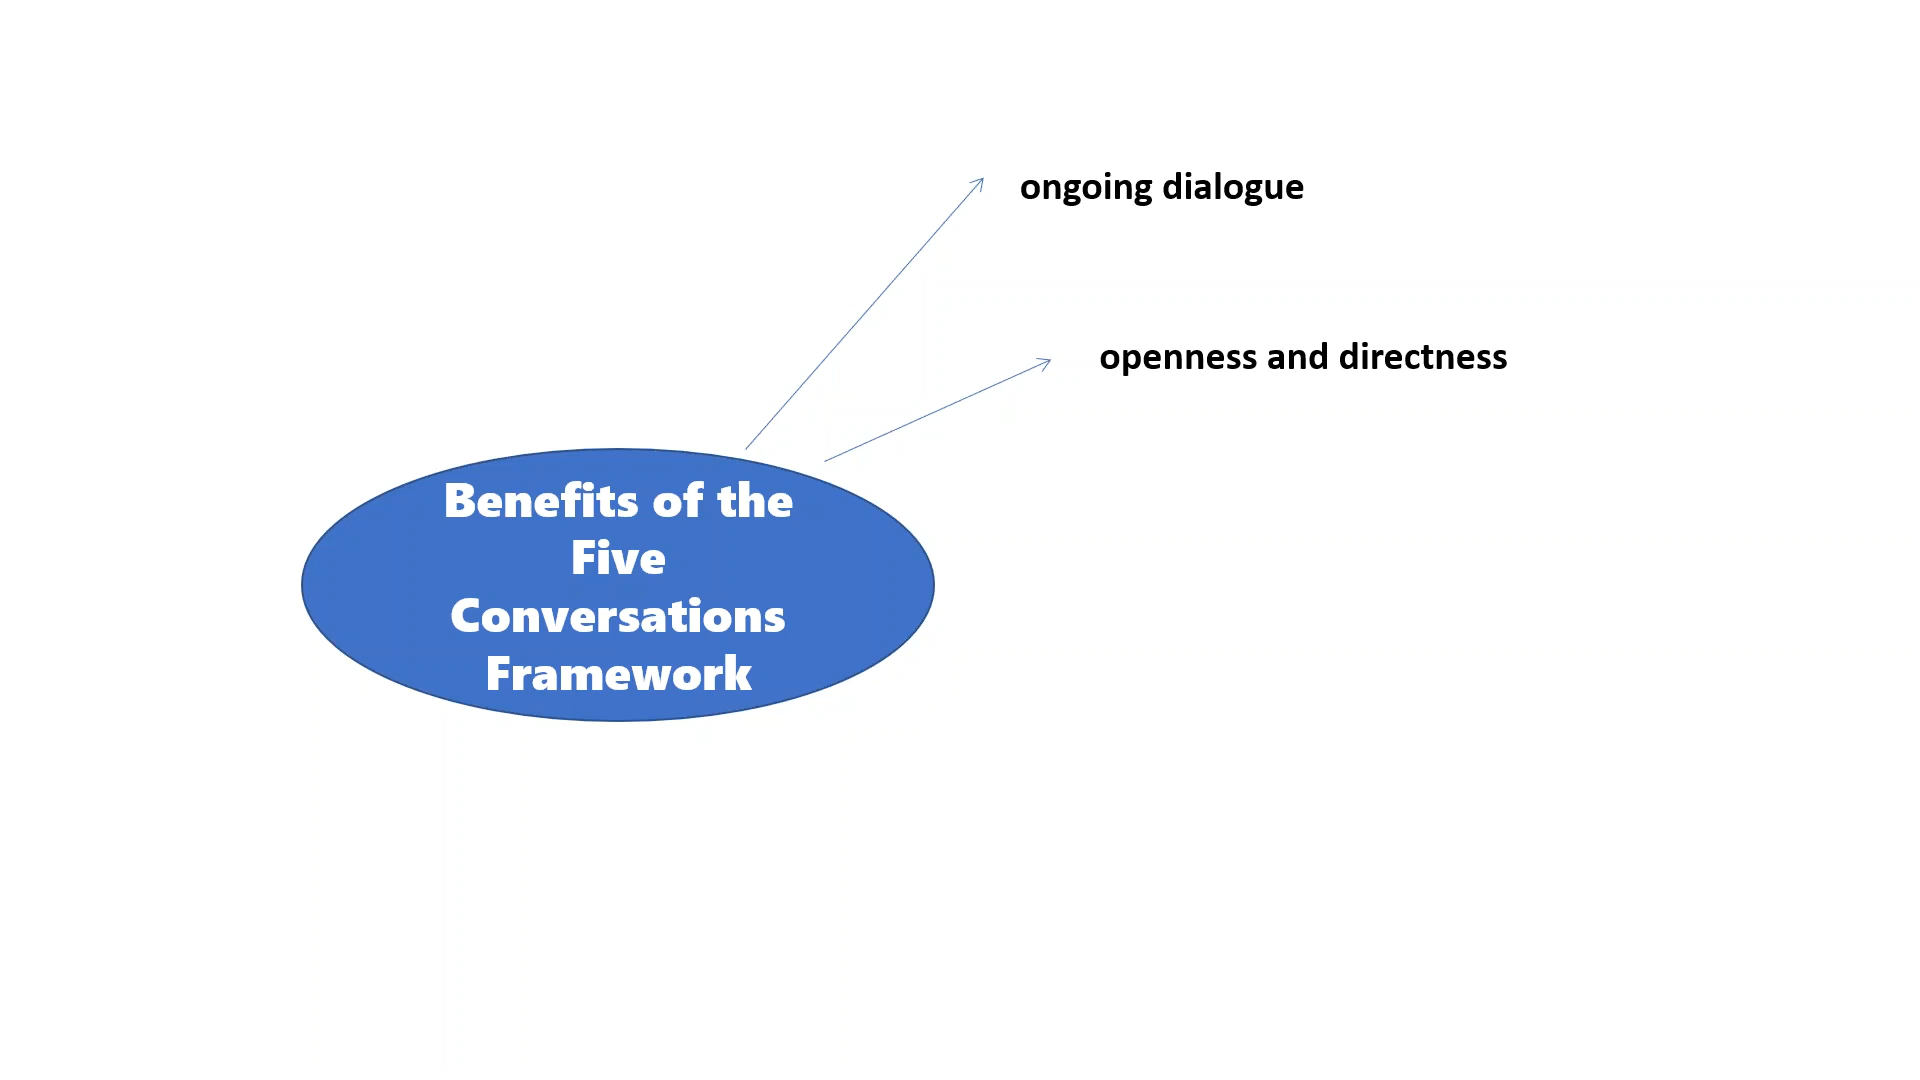 ongoing dialogue
openness and directness
Benefits of the
Five
Conversations
Framework